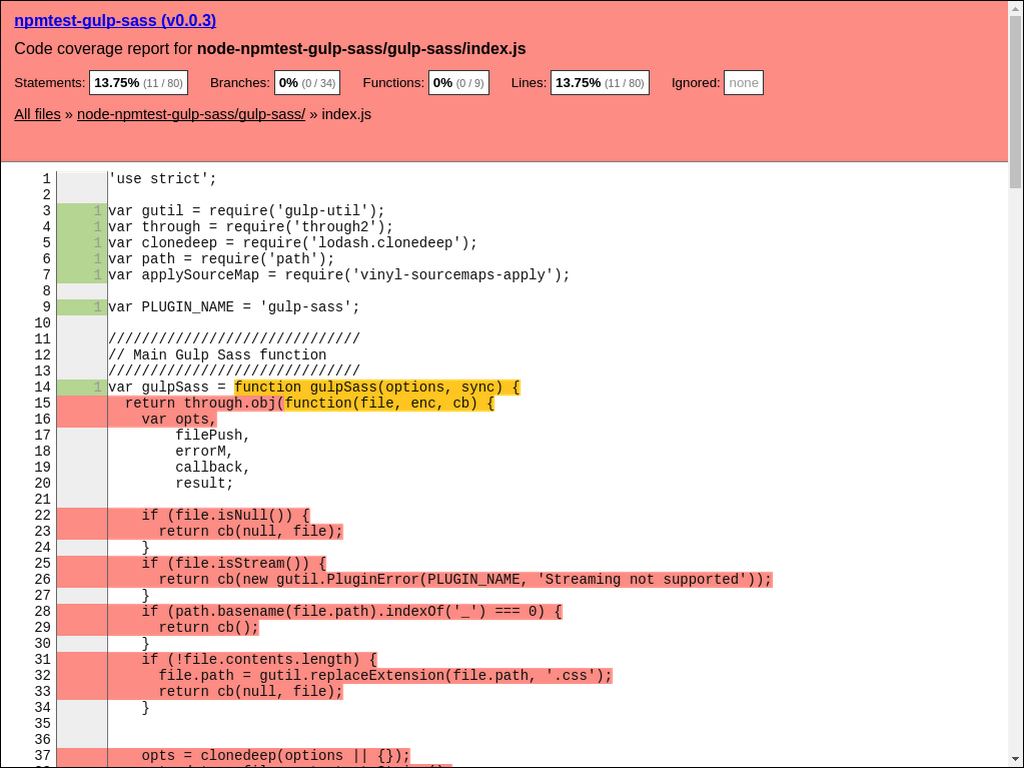 npmtest-gulp-sass (v0.0.3)
Code coverage report for node-npmtest-gulp-sass/gulp-sass/index.js
Statements: 13.75% (11 / 80) Branches: 0% (0 / 34) Functions: 0% (0 / 9) Lines: 13.75% (11 / 80) Ignored: none
All files » node-npmtest-gulp-sass/gulp-sass/ » index.js
1 'use strict';
2
3 1 var gutil = require('gulp-util');
4 1 var through = require('through2');
5 1 var clonedeep = require('lodash.clonedeep');
6 1 var path = require('path');
7 1 var applySourceMap = require('vinyl-sourcemaps-apply');
8
9 1 var PLUGIN_NAME = 'gulp-sass';
10
11 //////////////////////////////
12 // Main Gulp Sass function
13 //////////////////////////////
14 1 var gulpSass = function gulpSass(options, sync) {
15 return through.obj(function(file, enc, cb) {
16 var opts,
17 filePush,
18 errorM,
19 callback,
20 result;
21
22 if (file.isNull()) {
23 return cb(null, file);
24 }
25 if (file.isStream()) {
26 return cb(new gutil.PluginError(PLUGIN_NAME, 'Streaming not supported'));
27 }
28 if (path.basename(file.path).indexOf('_') === 0) {
29 return cb();
30 }
31 if (!file.contents.length) {
32 file.path = gutil.replaceExtension(file.path, '.css');
33 return cb(null, file);
34 }
35
36
37 opts = clonedeep(options || {});